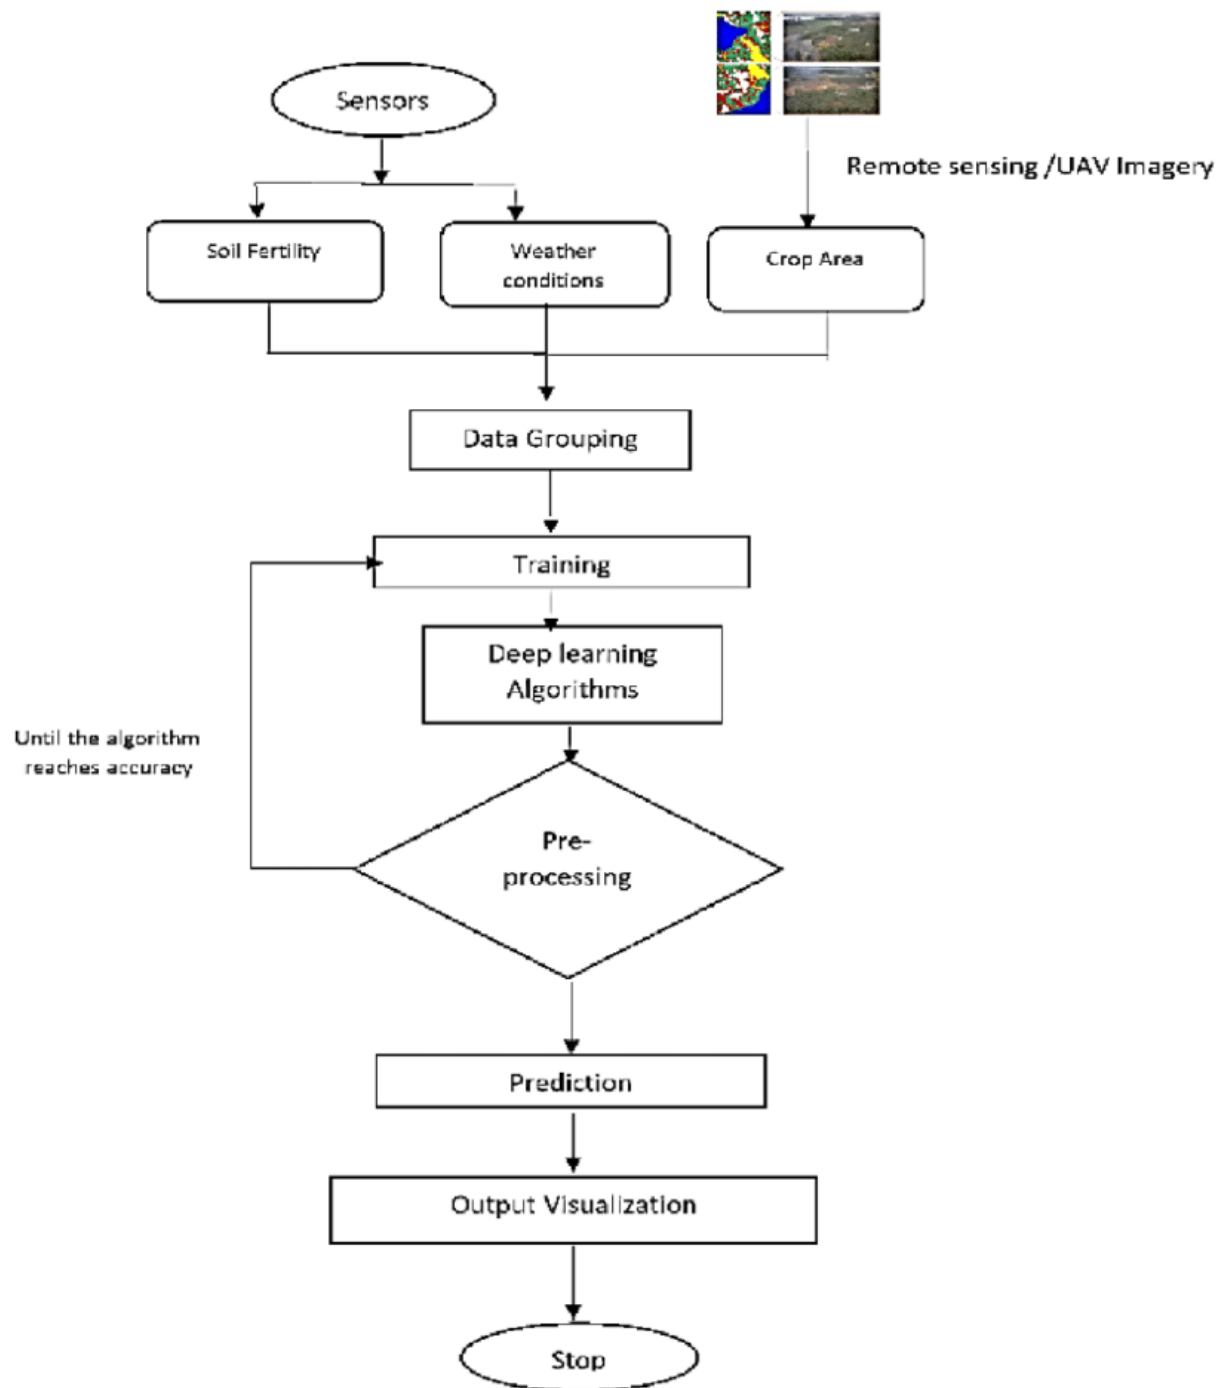 Sensors
Remote sensing /UAV Imagery
Soil Fertility
Weather
conditions
Crop Area
Data Grouping
Training
Deep learning
Algorithms
Until the algorithm
reaches accuracy
Pre-
processing
Prediction
Output Visualization
Stop